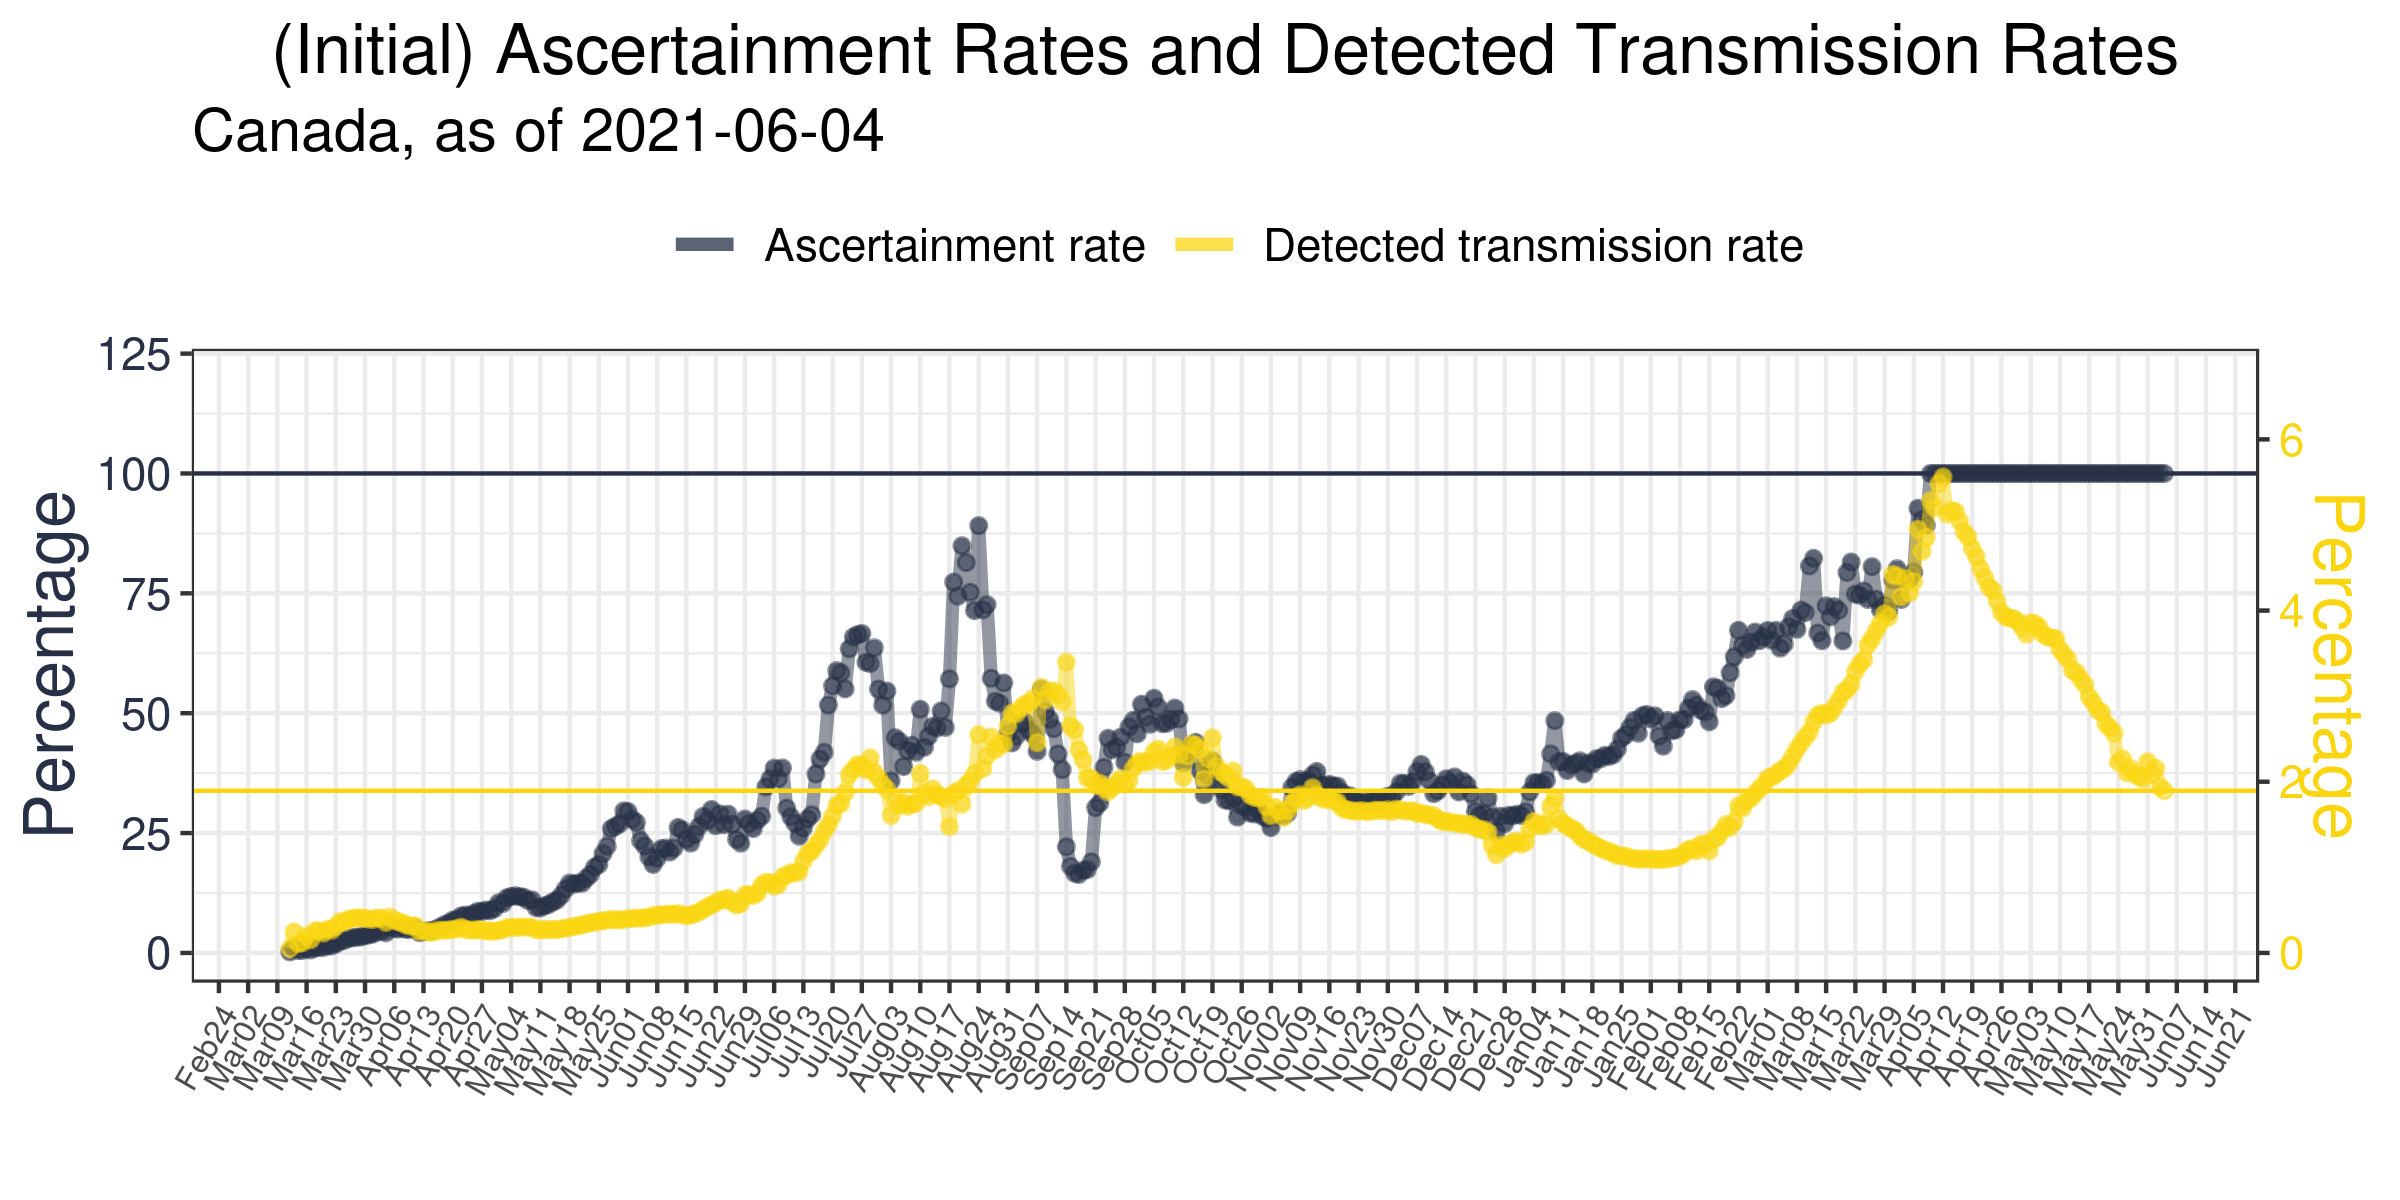 (Initial) Ascertainment Rates and Detected Transmission Rates
Canada, as of 2021-06-04
Ascertainment rate
Detected transmission rate
Percentage
125
100
75
50
25
0
6
4
2
0
Percentage
Feb24
Mar02
Mar09
Mar16
Mar23
Mar30
Apr06
Apr13
Apr20
Apr27
May04
May11
May18
May25
Jun01
Jun08
Jun15
Jun22
Jun29
Jul06
Jul13
Jul20
Jul27
Aug03
Aug10
Aug17
Aug24
Aug31
Sep07
Sep14
Sep21
Sep28
Oct05
Oct12
Oct19
Oct26
Nov02
Nov09
Nov16
Nov23
Nov30
Dec07
Dec14
Dec21
Dec28
Jan04
Jan11
Jan18
Jan25
Feb01
Feb08
Feb15
Feb22
Mar01
Mar08
Mar15
Mar22
Mar29
Apr05
Apr12
Apr19
Apr26
May03
May10
May17
May24
May31
Jun07
Jun14
Jun21